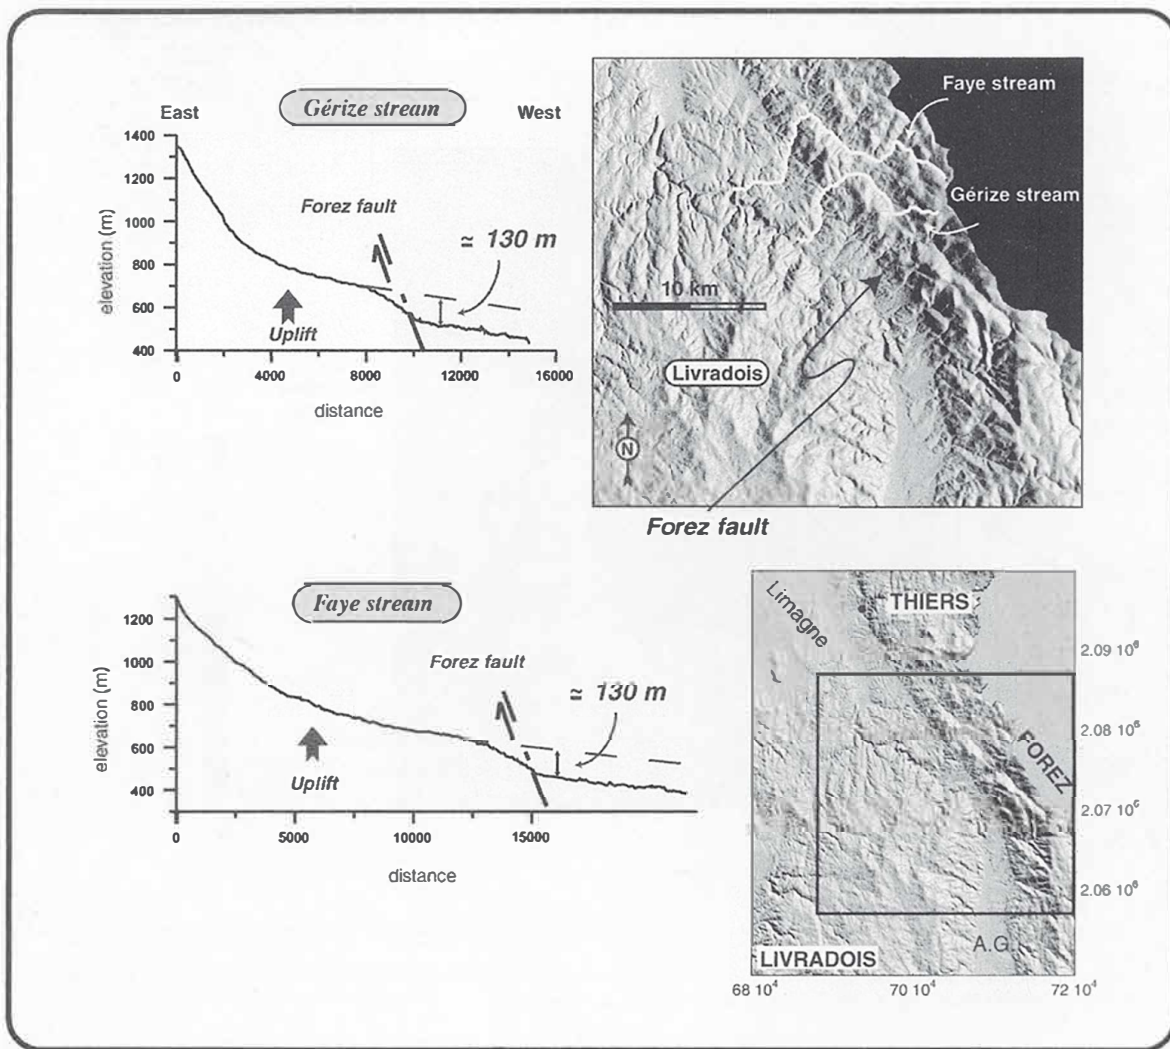 East
Gérize stream
West
1400
1200
1000
800
600
400
elevation (m)
Forez fault
≃ 130 m
Uplift
0
4000
8000
12000
16000
distance
Faye stream
Gérize stream
10 km
Livradois
N
Forez fault
Faye stream
1200
1000
800
600
400
elevation (m)
Forez fault
≃ 130 m
Uplift
0
5000
10000
15000
distance
Limagne
THIERS
FOREZ
2.09 10⁶
2.08 10⁶
2.07 10⁶
2.06 10⁶
A.G.
LIVRADOIS
68 10⁴
70 10⁴
72 10⁴